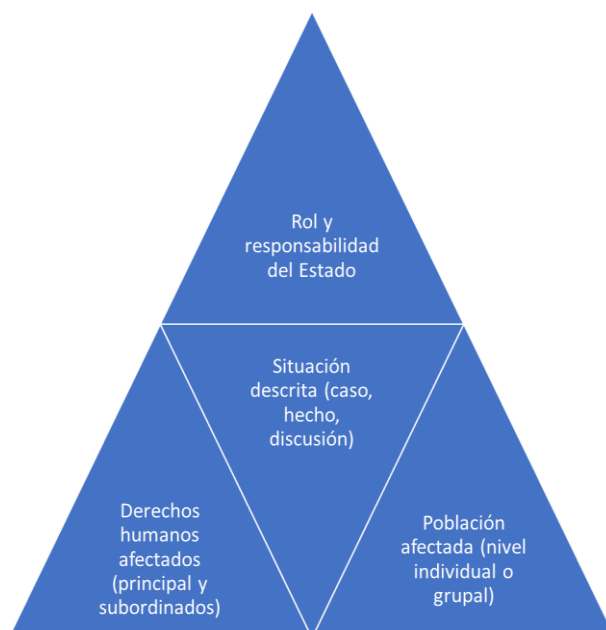 Rol y
responsabilidad
del Estado
Situación
descrita (caso,
hecho,
discusión)
Derechos
humanos
afectados
(principal y
subordinados)
Población
afectada (nivel
individual o
grupal)